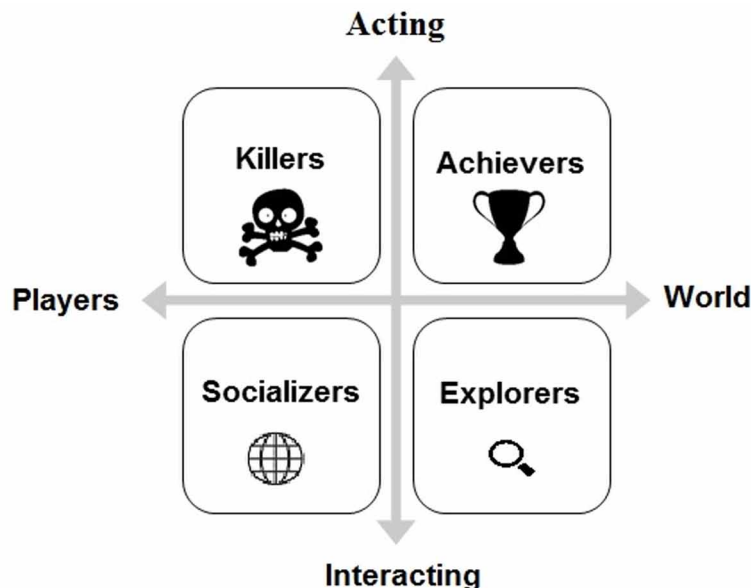 Acting
Killers
Achievers
Players
World
Socializers
Explorers
Interacting